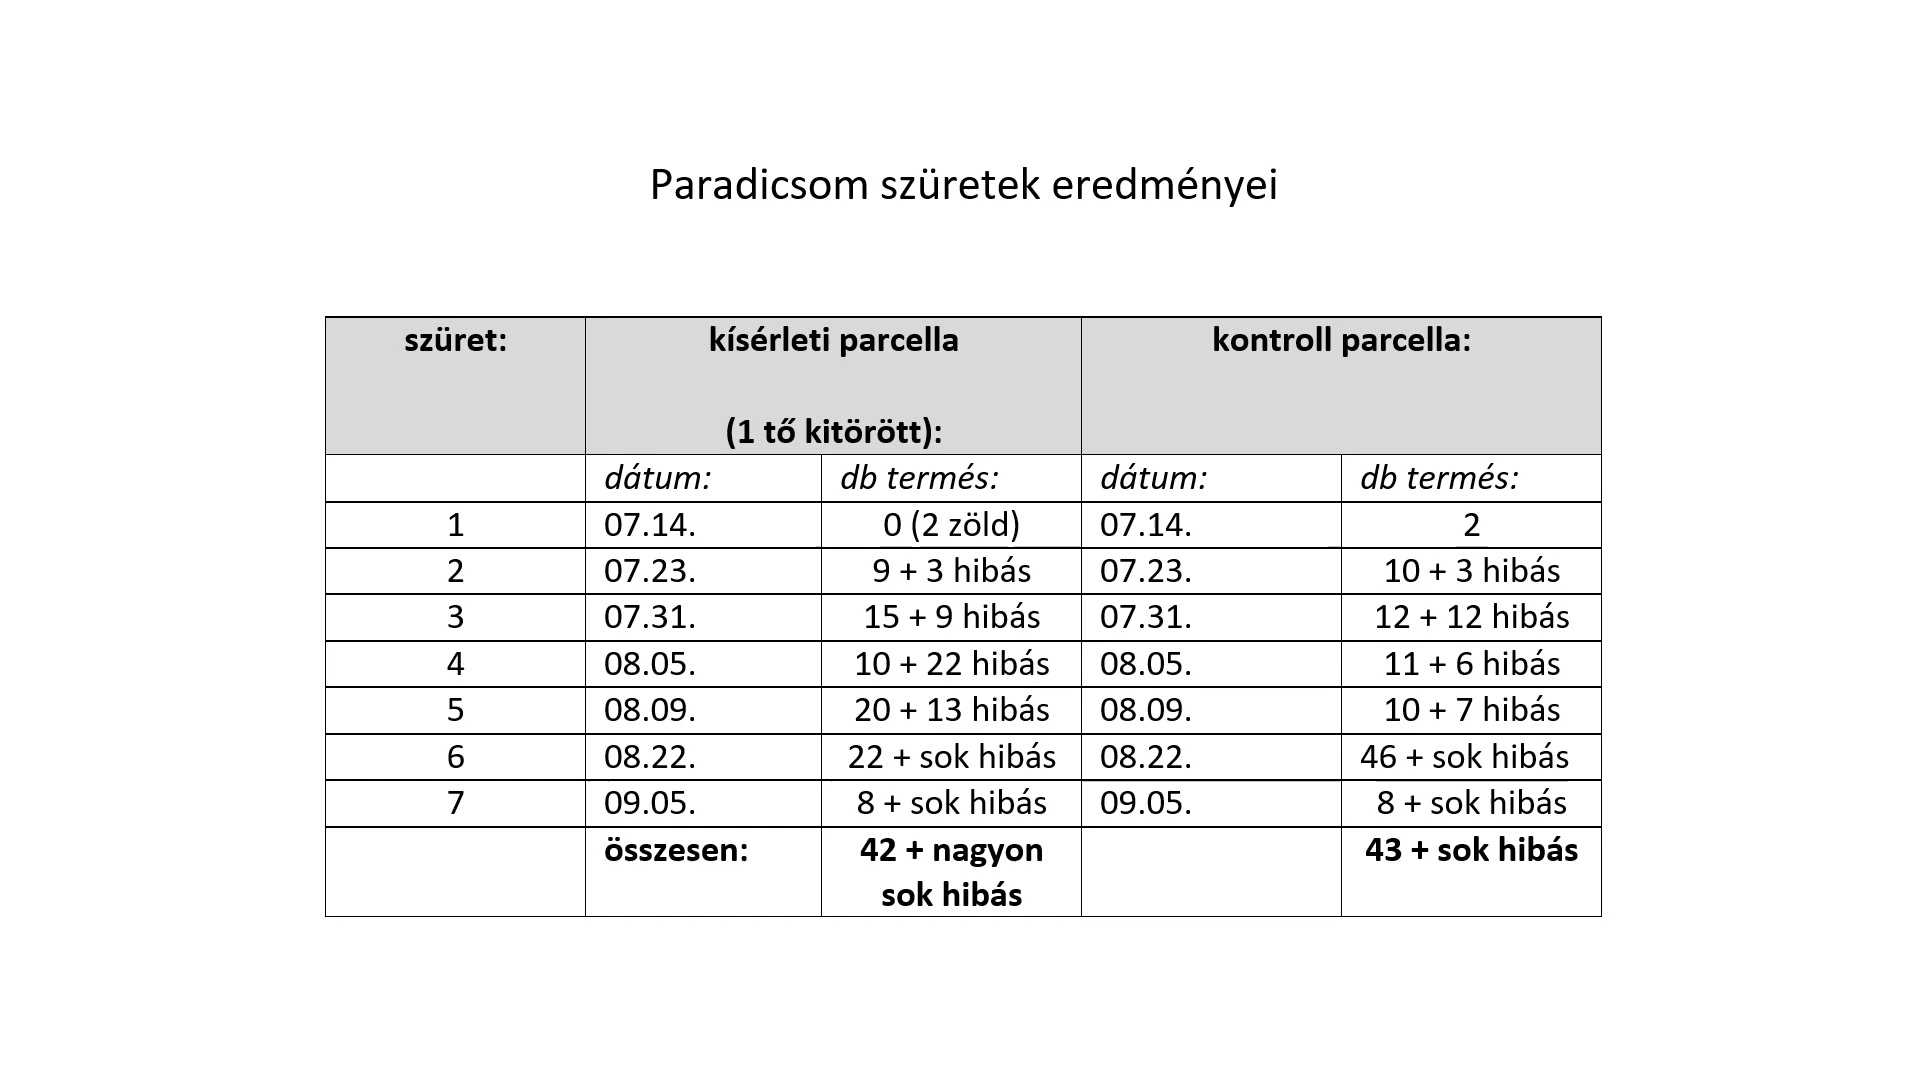 Paradicsom szüretek eredményei
szüret: kísérleti parcella kontroll parcella:
(1 tő kitörött):
dátum: db termés: dátum: db termés:
1 07.14. 0 (2 zöld) 07.14. 2
2 07.23. 9 + 3 hibás 07.23. 10 + 3 hibás
3 07.31. 15 + 9 hibás 07.31. 12 + 12 hibás
4 08.05. 10 + 22 hibás 08.05. 11 + 6 hibás
5 08.09. 20 + 13 hibás 08.09. 10 + 7 hibás
6 08.22. 22 + sok hibás 08.22. 46 + sok hibás
7 09.05. 8 + sok hibás 09.05. 8 + sok hibás
összesen: 42 + nagyon 43 + sok hibás
sok hibás